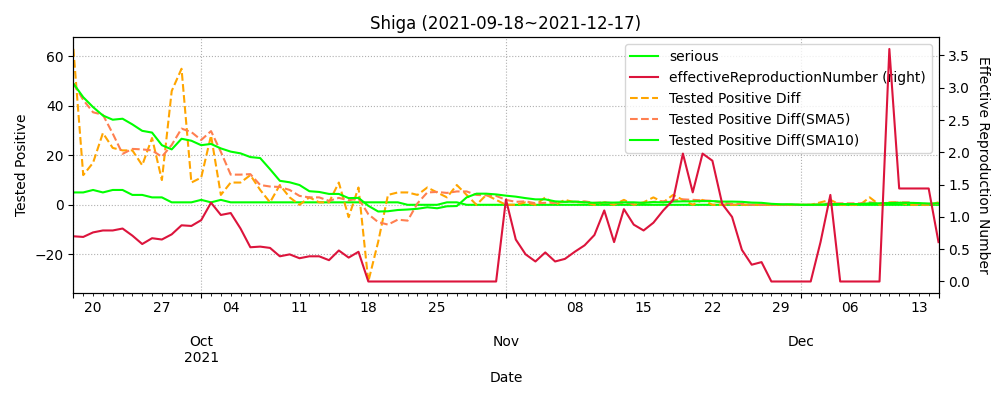 Shiga (2021-09-18~2021-12-17)
serious
effectiveReproductionNumber (right)
Tested Positive Diff
Tested Positive Diff(SMA5)
Tested Positive Diff(SMA10)
Tested Positive
60
40
20
0
−20
Effective Reproduction Number
3.5
3.0
2.5
2.0
1.5
1.0
0.5
0.0
20 27 04 11 18 25 08 15 22 29 06 13
Oct Nov Dec
2021
Date